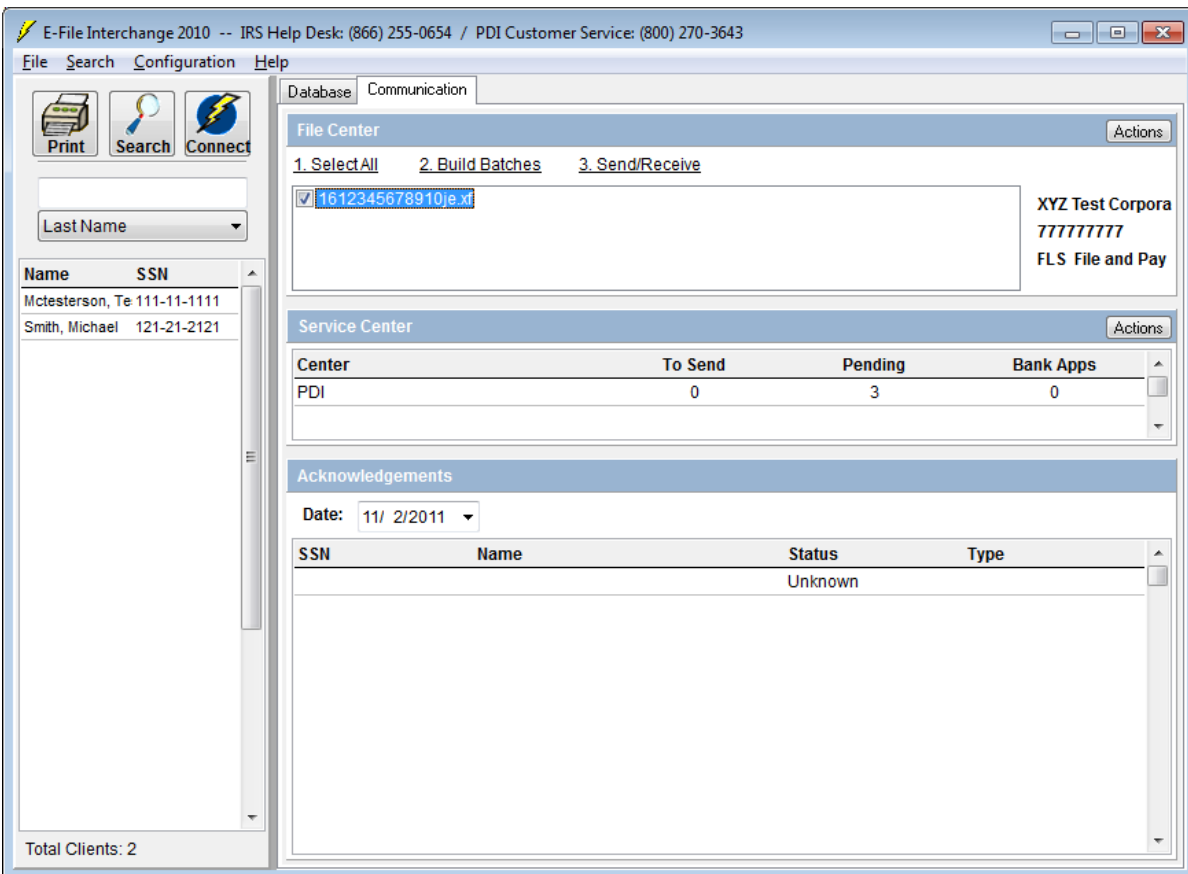 E-File Interchange 2010 -- IRS Help Desk: (866) 255-0654 / PDI Customer Service: (800) 270-3643
File Search Configuration Help
Print Search Connect
Last Name
Name SSN
Mctesterson, Te 111-11-1111
Smith, Michael 121-21-2121
Total Clients: 2
Database Communication
File Center Actions
1. Select All 2. Build Batches 3. Send/Receive
1612345678910je.xf
XYZ Test Corpora
777777777
FLS File and Pay
Service Center Actions
Center To Send Pending Bank Apps
PDI 0 3 0
Acknowledgements
Date: 11/ 2/2011
SSN Name Status Type
Unknown